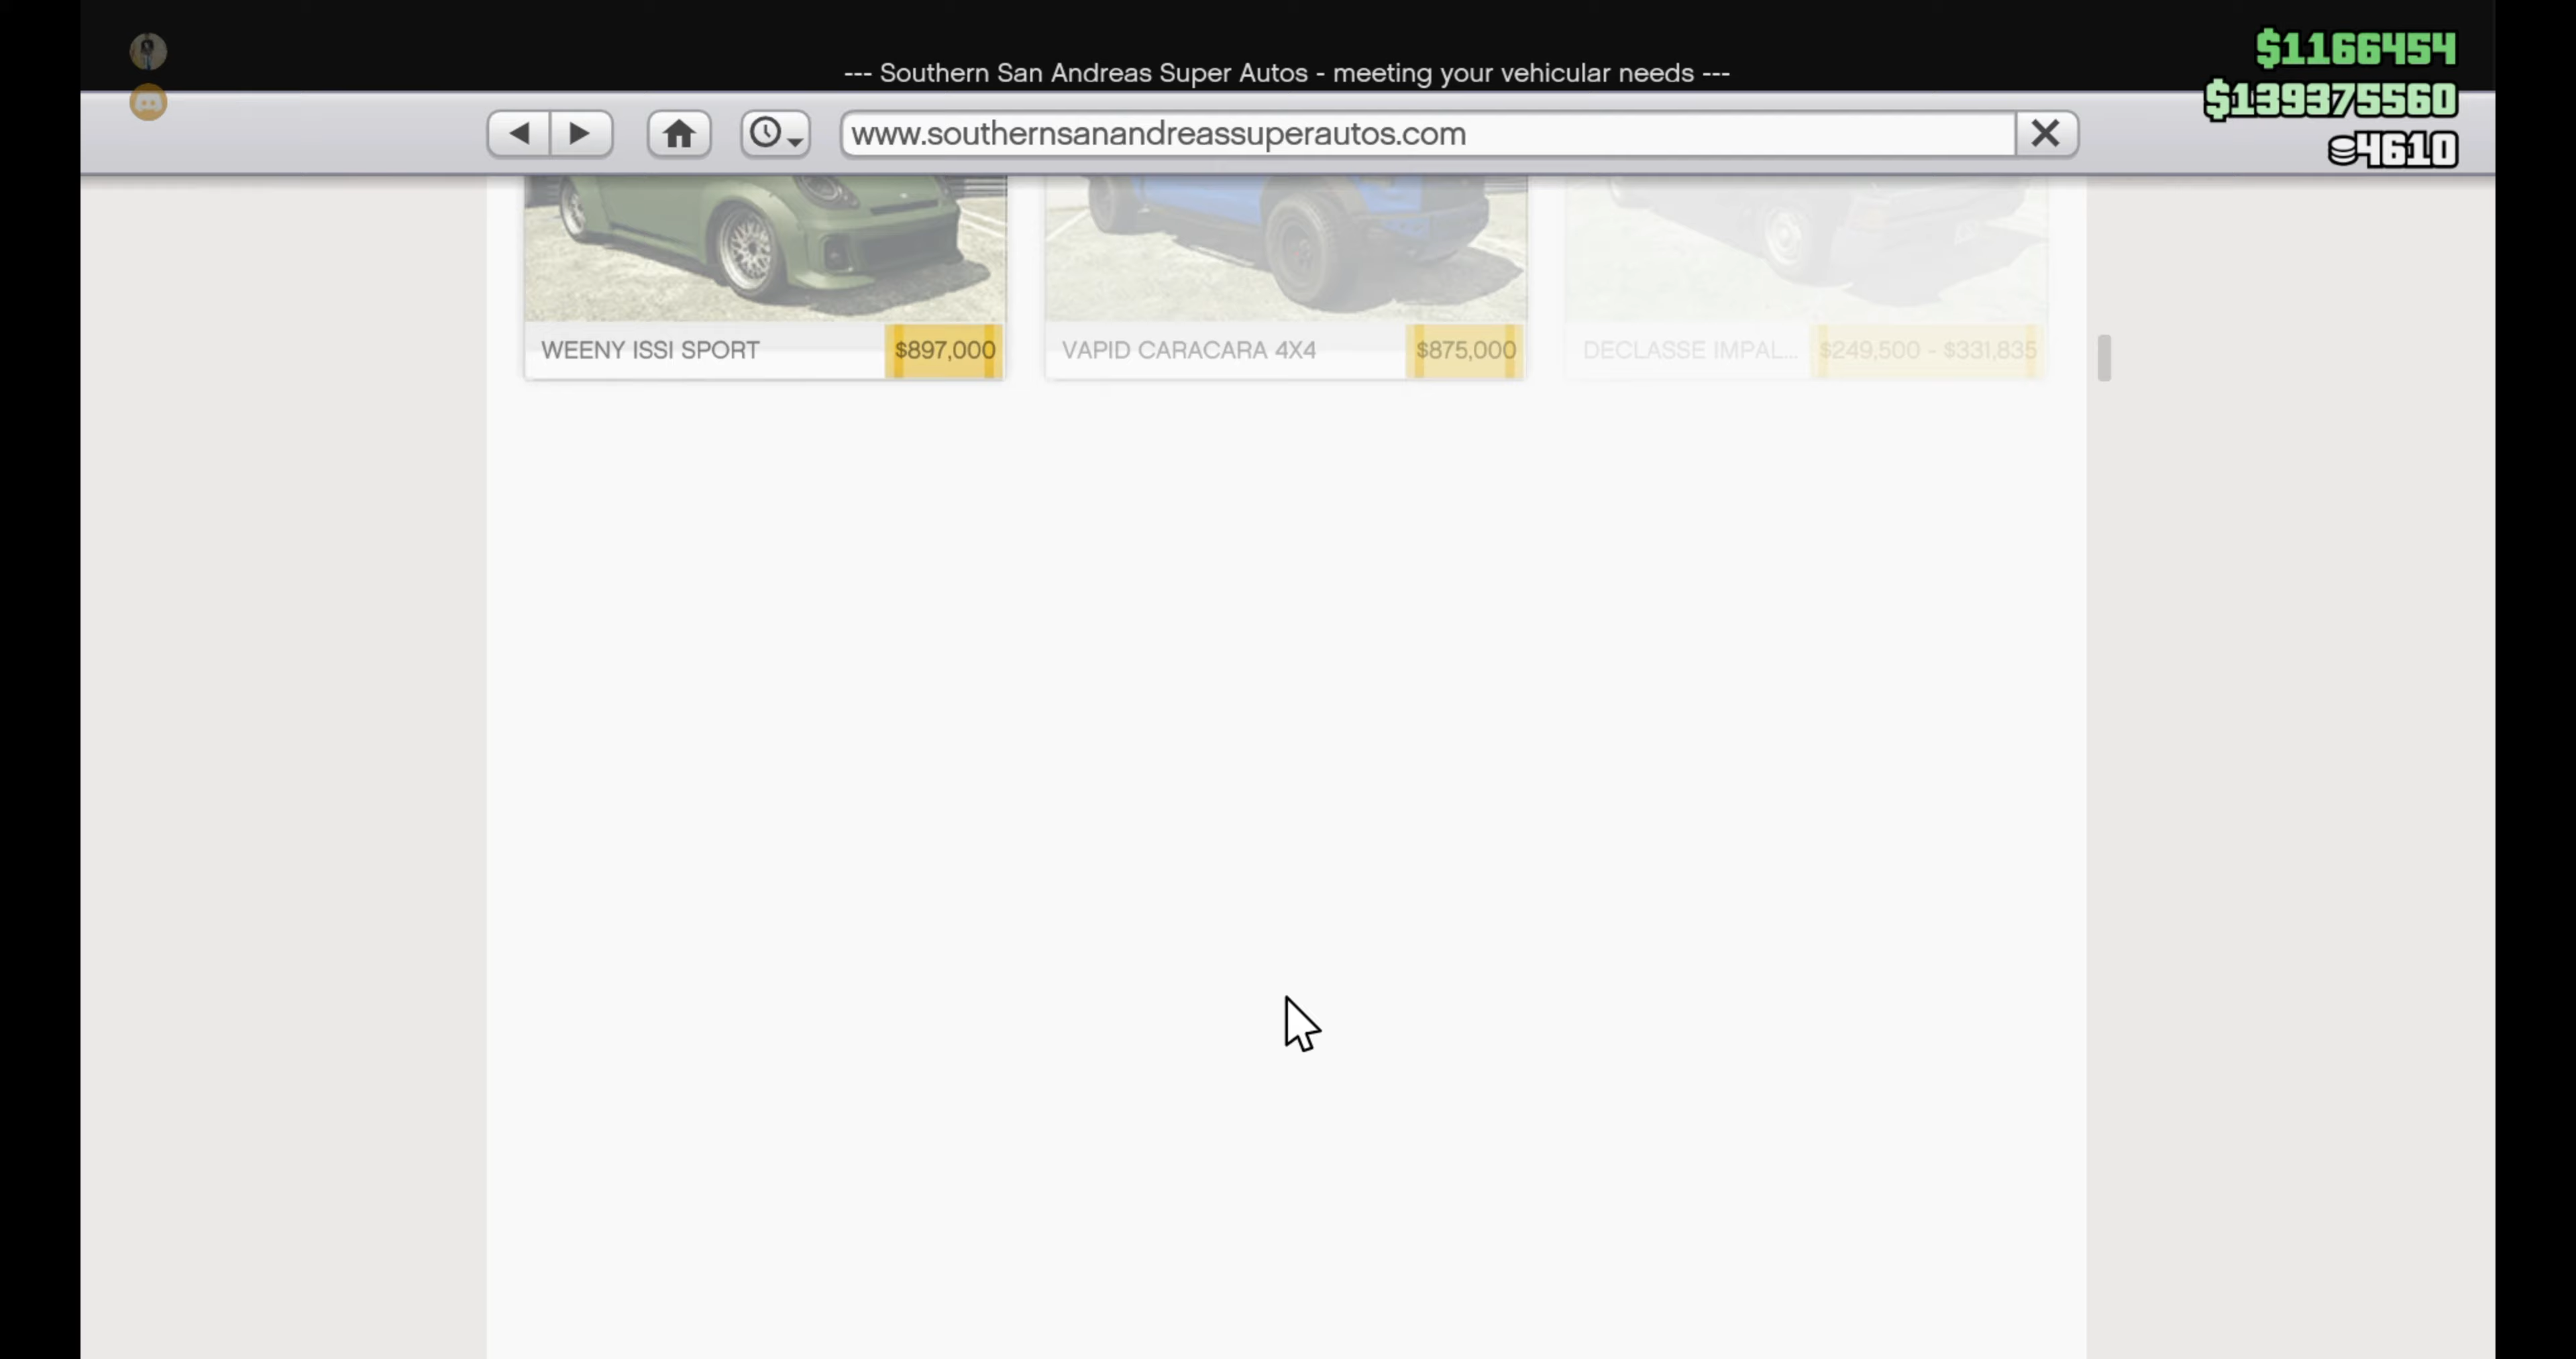 --- Southern San Andreas Super Autos - meeting your vehicular needs ---
$1166454
$139375560
4610
www.southernsanandreassuperautos.com
WEENY ISSI SPORT $897,000
VAPID CARACARA 4X4 $875,000
DECLASSE IMPAL... $249,500 - $331,835